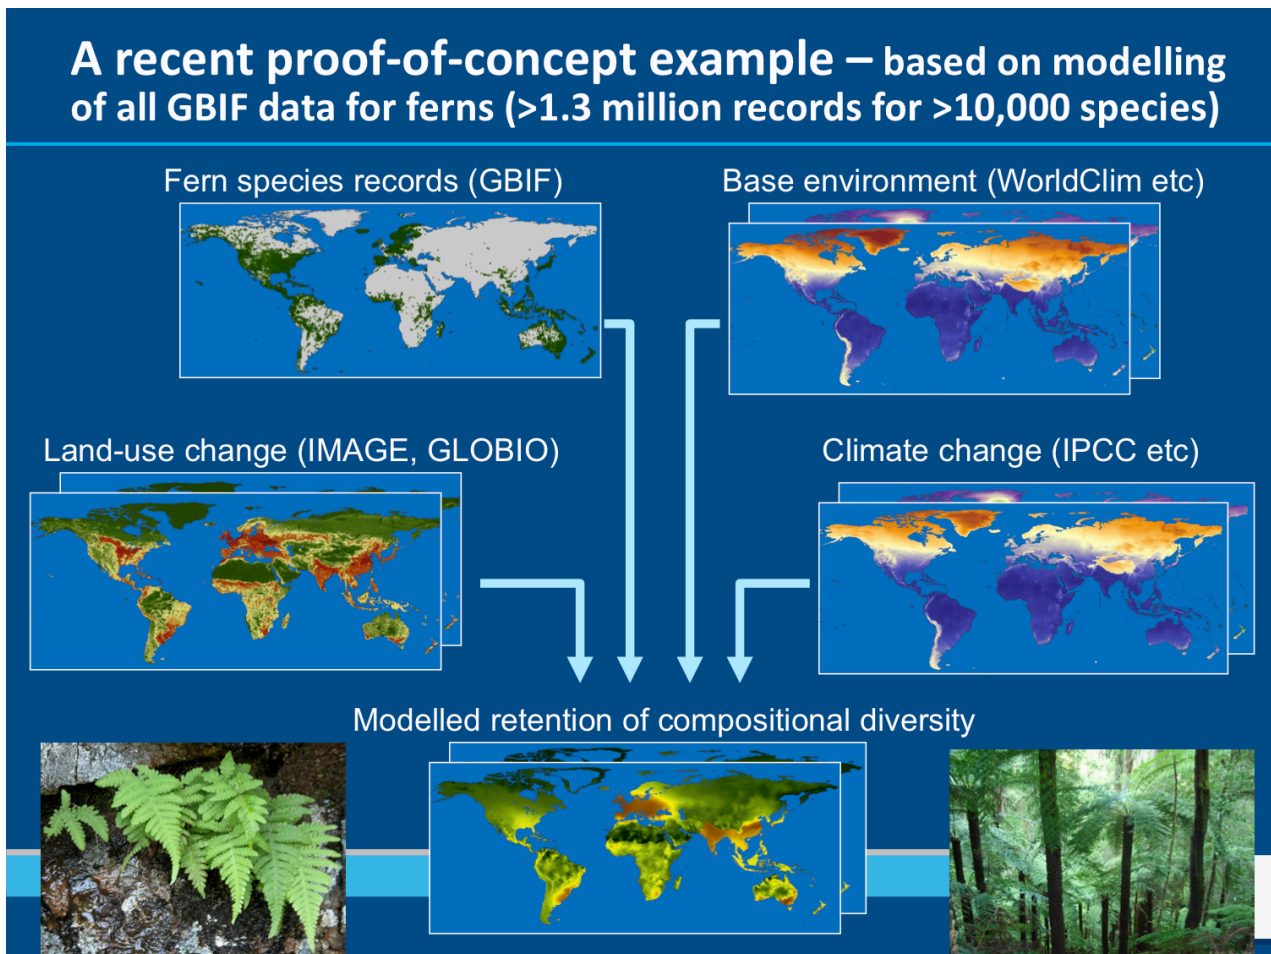 A recent proof-of-concept example – based on modelling
of all GBIF data for ferns (>1.3 million records for >10,000 species)
Fern species records (GBIF)
Base environment (WorldClim etc)
Land-use change (IMAGE, GLOBIO)
Climate change (IPCC etc)
Modelled retention of compositional diversity